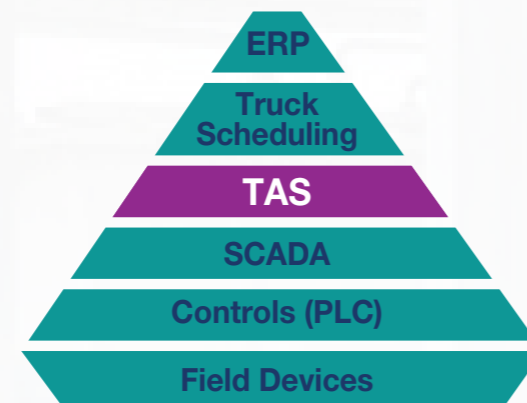 ERP
Truck
Scheduling
TAS
SCADA
Controls (PLC)
Field Devices